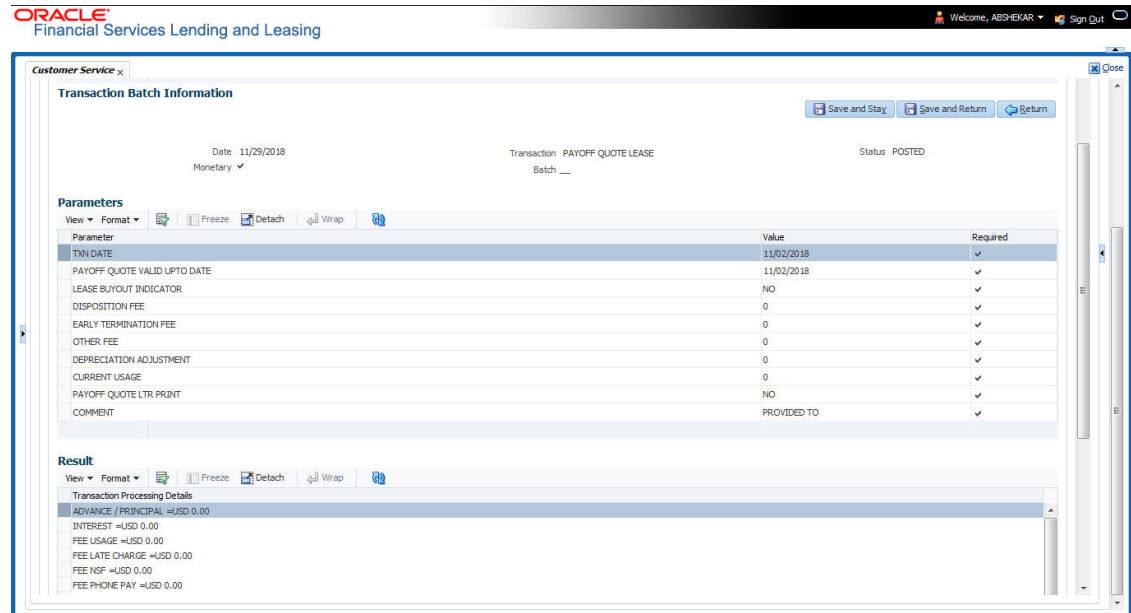 ORACLE
Financial Services Lending and Leasing
Welcome, ABSHEKAR Sign Out
Customer Service x
Close
Transaction Batch Information
Save and Stay Save and Return Return
Date 11/29/2018 Transaction PAYOFF QUOTE LEASE Status POSTED
Monetary ✔ Batch __
Parameters
View Format Freeze Detach Wrap
Parameter Value Required
TXN DATE 11/02/2018 ✔
PAYOFF QUOTE VALID UPTO DATE 11/02/2018 ✔
LEASE BUYOUT INDICATOR NO ✔
DISPOSITION FEE 0 ✔
EARLY TERMINATION FEE 0 ✔
OTHER FEE 0 ✔
DEPRECIATION ADJUSTMENT 0 ✔
CURRENT USAGE 0 ✔
PAYOFF QUOTE LTR PRINT NO ✔
COMMENT PROVIDED TO ✔
Result
View Format Freeze Detach Wrap
Transaction Processing Details
ADVANCE / PRINCIPAL =USD 0.00
INTEREST =USD 0.00
FEE USAGE =USD 0.00
FEE LATE CHARGE =USD 0.00
FEE NSF =USD 0.00
FEE PHONE PAY =USD 0.00